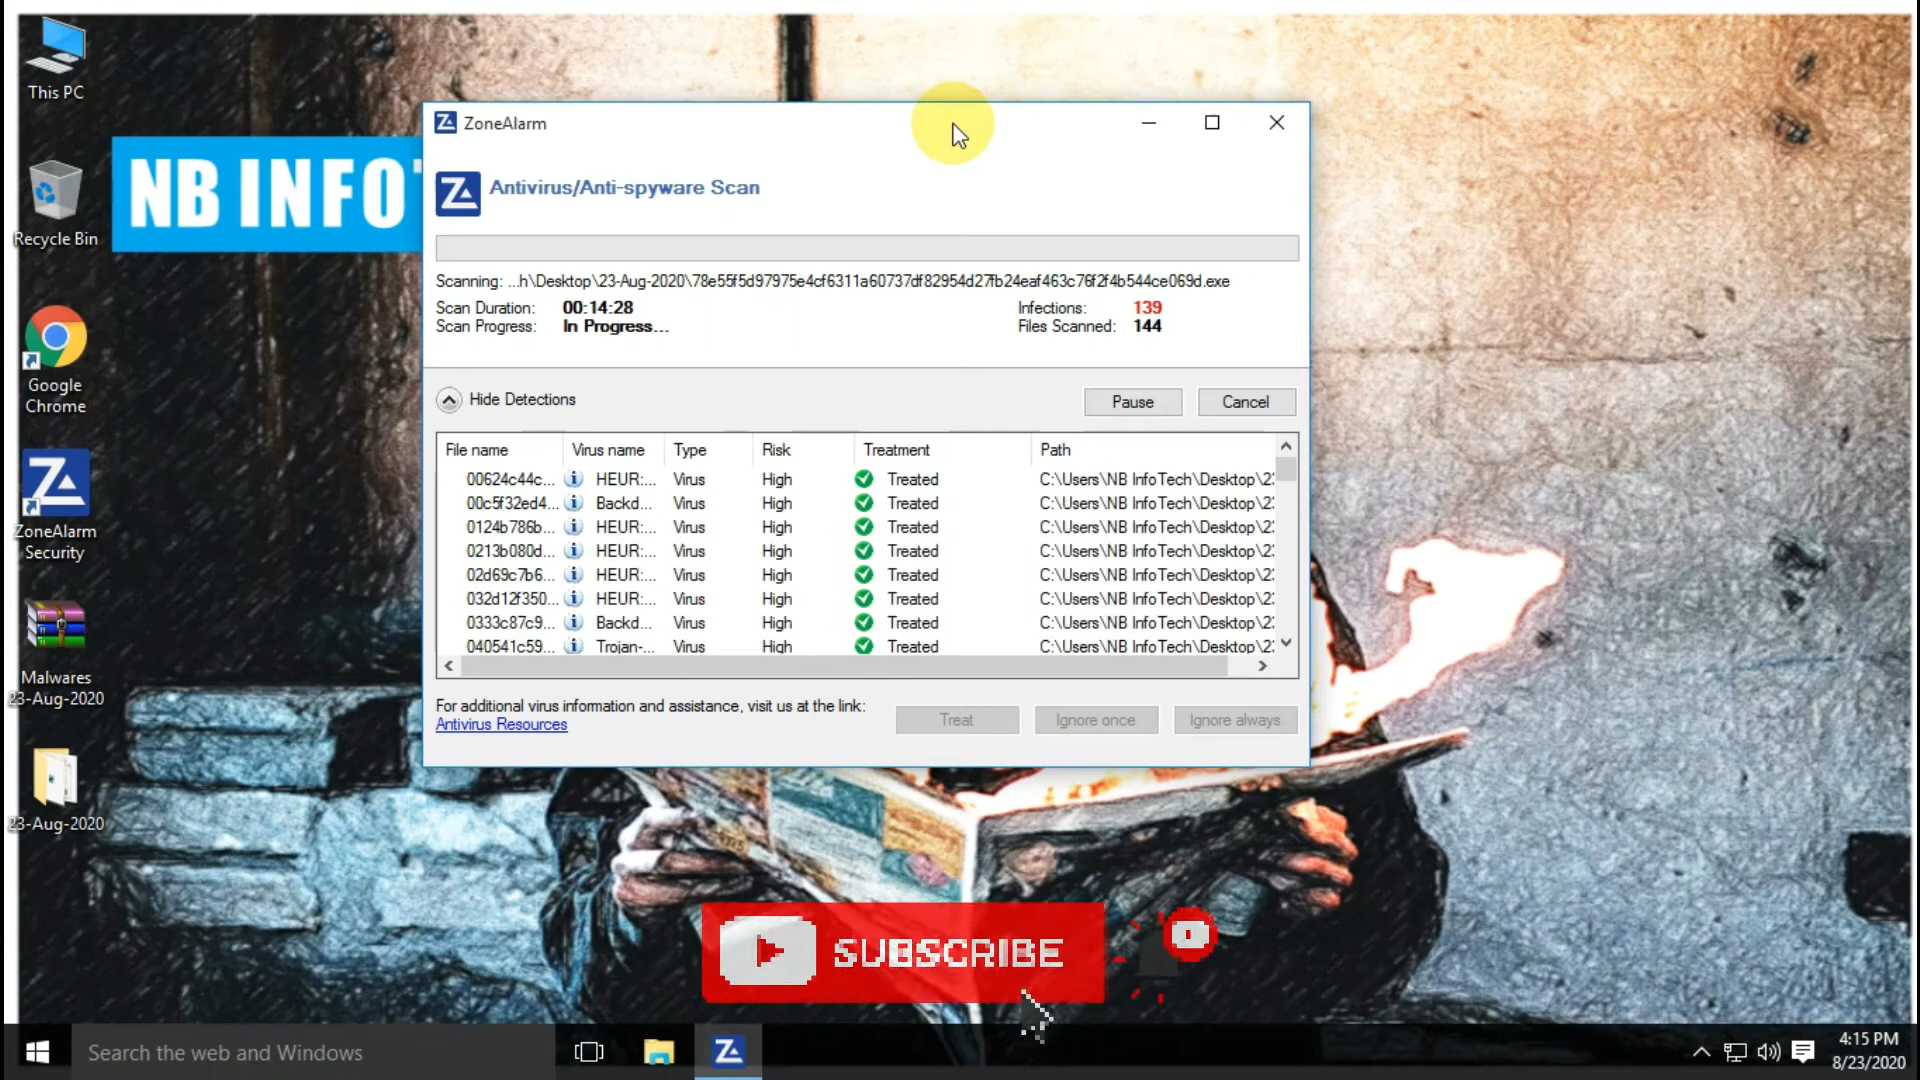 This PC
Recycle Bin
Google
Chrome
ZoneAlarm
Security
Malwares
23-Aug-2020
23-Aug-2020
NB INFOT
ZoneAlarm
Antivirus/Anti-spyware Scan
Scanning: ...h\Desktop\23-Aug-2020\78e55f5d97975e4cf6311a60737df82954d27fb24eaf463c76f2f4b544ce069d.exe
Scan Duration: 00:14:28 Infections: 139
Scan Progress: In Progress... Files Scanned: 144
Hide Detections Pause Cancel
File name Virus name Type Risk Treatment Path
00624c44c... HEUR:... Virus High Treated C:\Users\NB InfoTech\Desktop\2
00c5f32ed4... Backd... Virus High Treated C:\Users\NB InfoTech\Desktop\2
0124b786b... HEUR:... Virus High Treated C:\Users\NB InfoTech\Desktop\2
0213b080d... HEUR:... Virus High Treated C:\Users\NB InfoTech\Desktop\2
02d69c7b6... HEUR:... Virus High Treated C:\Users\NB InfoTech\Desktop\2
032d12f350... HEUR:... Virus High Treated C:\Users\NB InfoTech\Desktop\2
0333c87c9... Backd... Virus High Treated C:\Users\NB InfoTech\Desktop\2
040541c59... Trojan-... Virus High Treated C:\Users\NB InfoTech\Desktop\2
For additional virus information and assistance, visit us at the link:
Antivirus Resources
Treat Ignore once Ignore always
SUBSCRIBE
Search the web and Windows
4:15 PM
8/23/2020